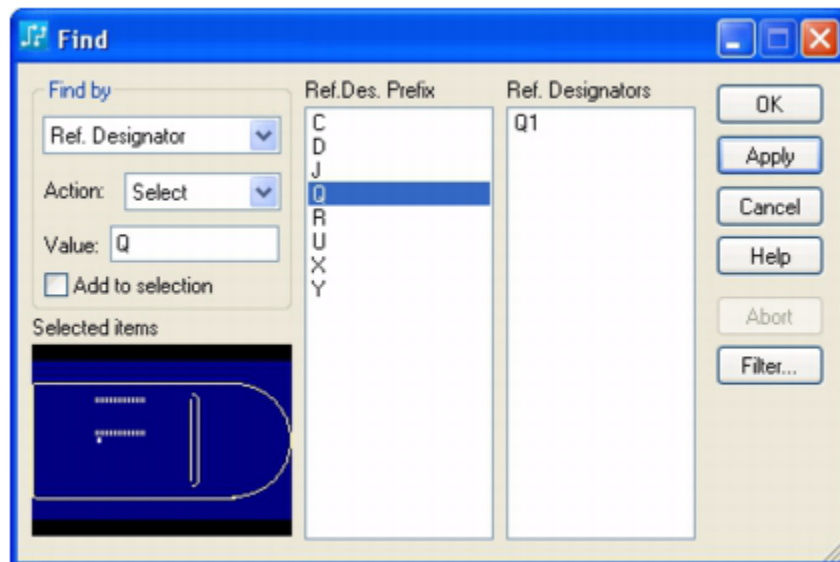 Find
Find by
Ref. Designator
Action: Select
Value: Q
Add to selection
Selected items
Ref.Des. Prefix
C
D
J
Q
R
U
X
Y
Ref. Designators
Q1
OK
Apply
Cancel
Help
Abort
Filter...